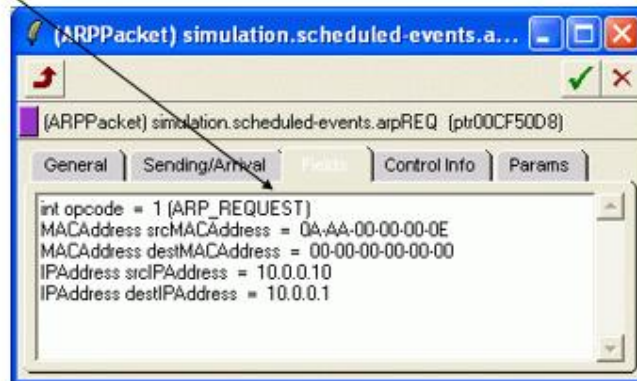 (ARPPacket) simulation.scheduled-events.a...
(ARPPacket) simulation.scheduled-events.arpREQ (ptr00CF50D8)
General Sending/Arrival Fields Control Info Params
int opcode = 1 (ARP_REQUEST)
MACAddress srcMACAddress = 0A-AA-00-00-00-0E
MACAddress destMACAddress = 00-00-00-00-00-00
IPAddress srcIPAddress = 10.0.0.10
IPAddress destIPAddress = 10.0.0.1